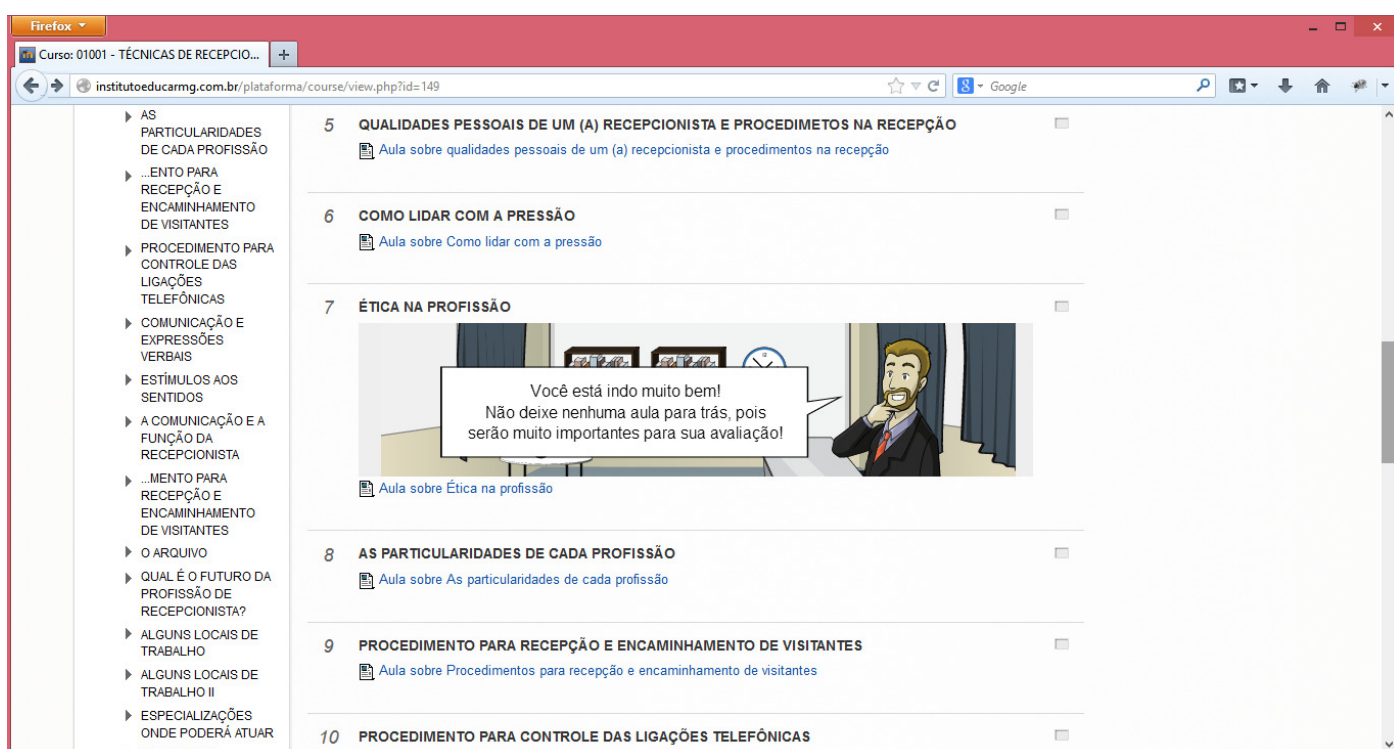 Firefox
Curso: 01001 - TÉCNICAS DE RECEPCIO...
institutoeducarmg.com.br/plataforma/course/view.php?id=149
Google
AS
PARTICULARIDADES
DE CADA PROFISSÃO
...ENTO PARA
RECEPÇÃO E
ENCAMINHAMENTO
DE VISITANTES
PROCEDIMENTO PARA
CONTROLE DAS
LIGAÇÕES
TELEFÔNICAS
COMUNICAÇÃO E
EXPRESSÕES
VERBAIS
ESTÍMULOS AOS
SENTIDOS
A COMUNICAÇÃO E A
FUNÇÃO DA
RECEPCIONISTA
...MENTO PARA
RECEPÇÃO E
ENCAMINHAMENTO
DE VISITANTES
O ARQUIVO
QUAL É O FUTURO DA
PROFISSÃO DE
RECEPCIONISTA?
ALGUNS LOCAIS DE
TRABALHO
ALGUNS LOCAIS DE
TRABALHO II
ESPECIALIZAÇÕES
ONDE PODERÁ ATUAR
5 QUALIDADES PESSOAIS DE UM (A) RECEPCIONISTA E PROCEDIMETOS NA RECEPÇÃO
Aula sobre qualidades pessoais de um (a) recepcionista e procedimentos na recepção
6 COMO LIDAR COM A PRESSÃO
Aula sobre Como lidar com a pressão
7 ÉTICA NA PROFISSÃO
Você está indo muito bem!
Não deixe nenhuma aula para trás, pois
serão muito importantes para sua avaliação!
Aula sobre Ética na profissão
8 AS PARTICULARIDADES DE CADA PROFISSÃO
Aula sobre As particularidades de cada profissão
9 PROCEDIMENTO PARA RECEPÇÃO E ENCAMINHAMENTO DE VISITANTES
Aula sobre Procedimentos para recepção e encaminhamento de visitantes
10 PROCEDIMENTO PARA CONTROLE DAS LIGAÇÕES TELEFÔNICAS